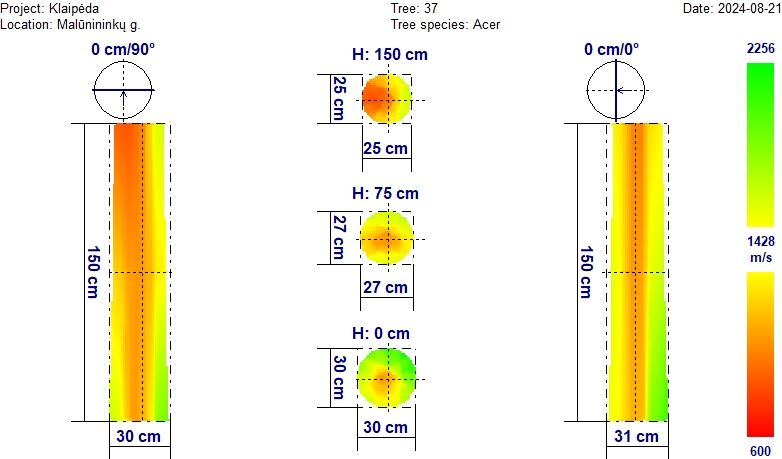 Project: Klaipėda
Tree: 37
Date: 2024-08-21
Location: Malūnininkų g.
Tree species: Acer
0 cm/90°
H: 150 cm
0 cm/0°
2256
25 cm
25 cm
H: 75 cm
27 cm
27 cm
150 cm
150 cm
1428
m/s
H: 0 cm
30 cm
30 cm
30 cm
31 cm
600